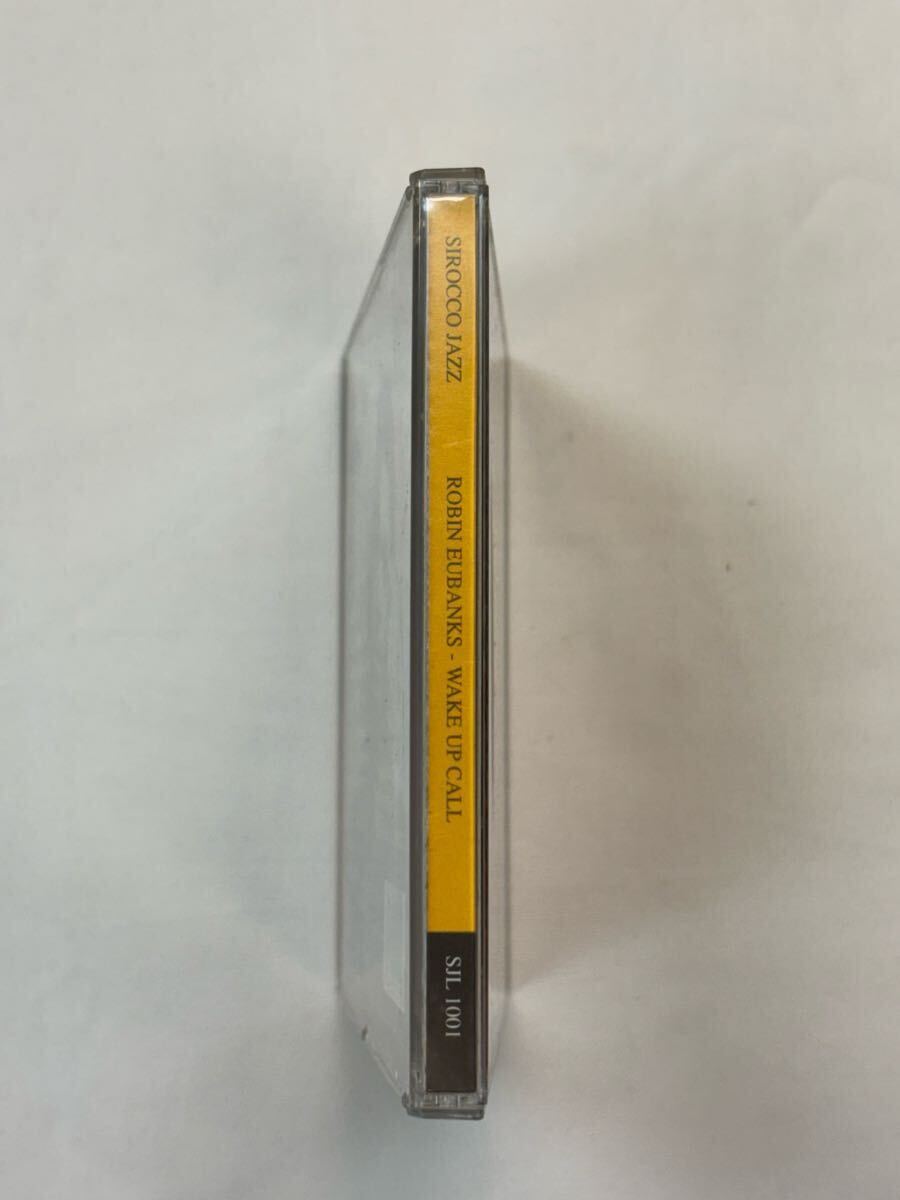 SIROCCO JAZZ
ROBIN EUBANKS - WAKE UP CALL
SJL 1001